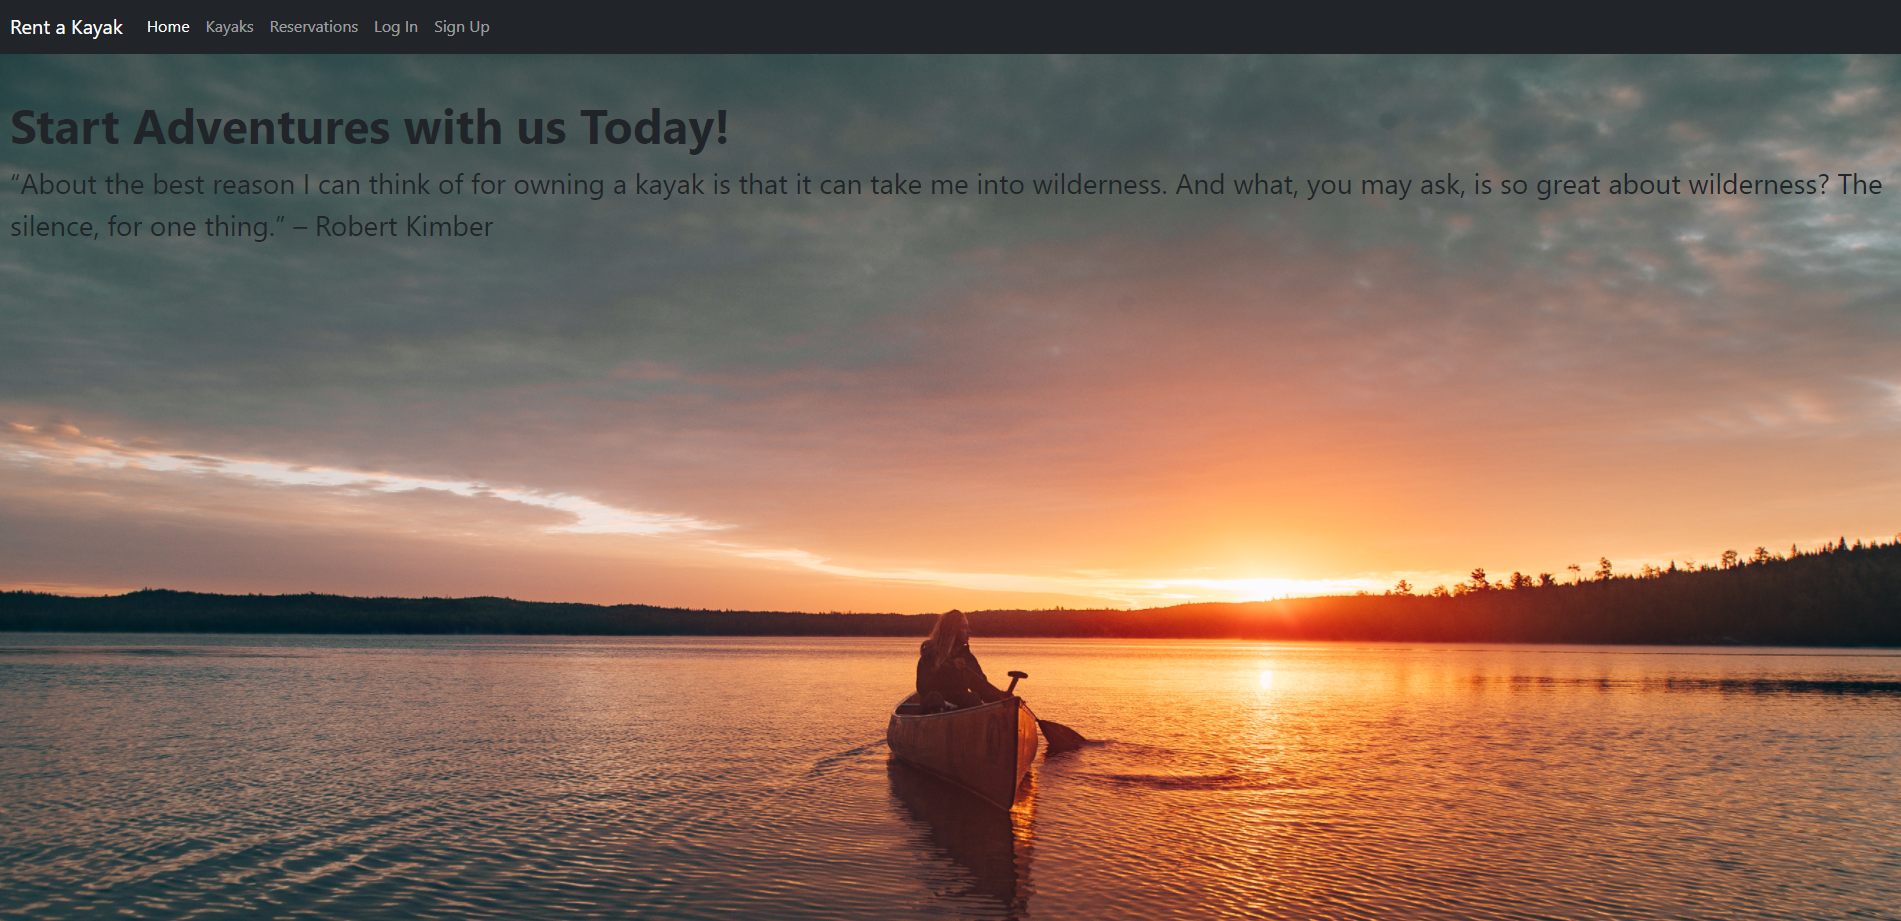 Rent a Kayak Home Kayaks Reservations Log In Sign Up
Start Adventures with us Today!
“About the best reason I can think of for owning a kayak is that it can take me into wilderness. And what, you may ask, is so great about wilderness? The
silence, for one thing.” – Robert Kimber